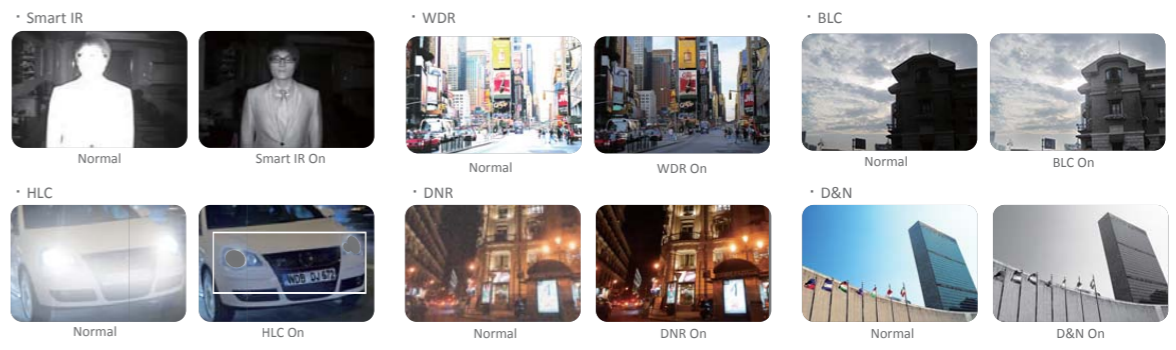 · Smart IR
· WDR
· BLC
Normal
Smart IR On
Normal
WDR On
Normal
BLC On
· HLC
· DNR
· D&N
WOB
Normal
HLC On
Normal
DNR On
Normal
D&N On